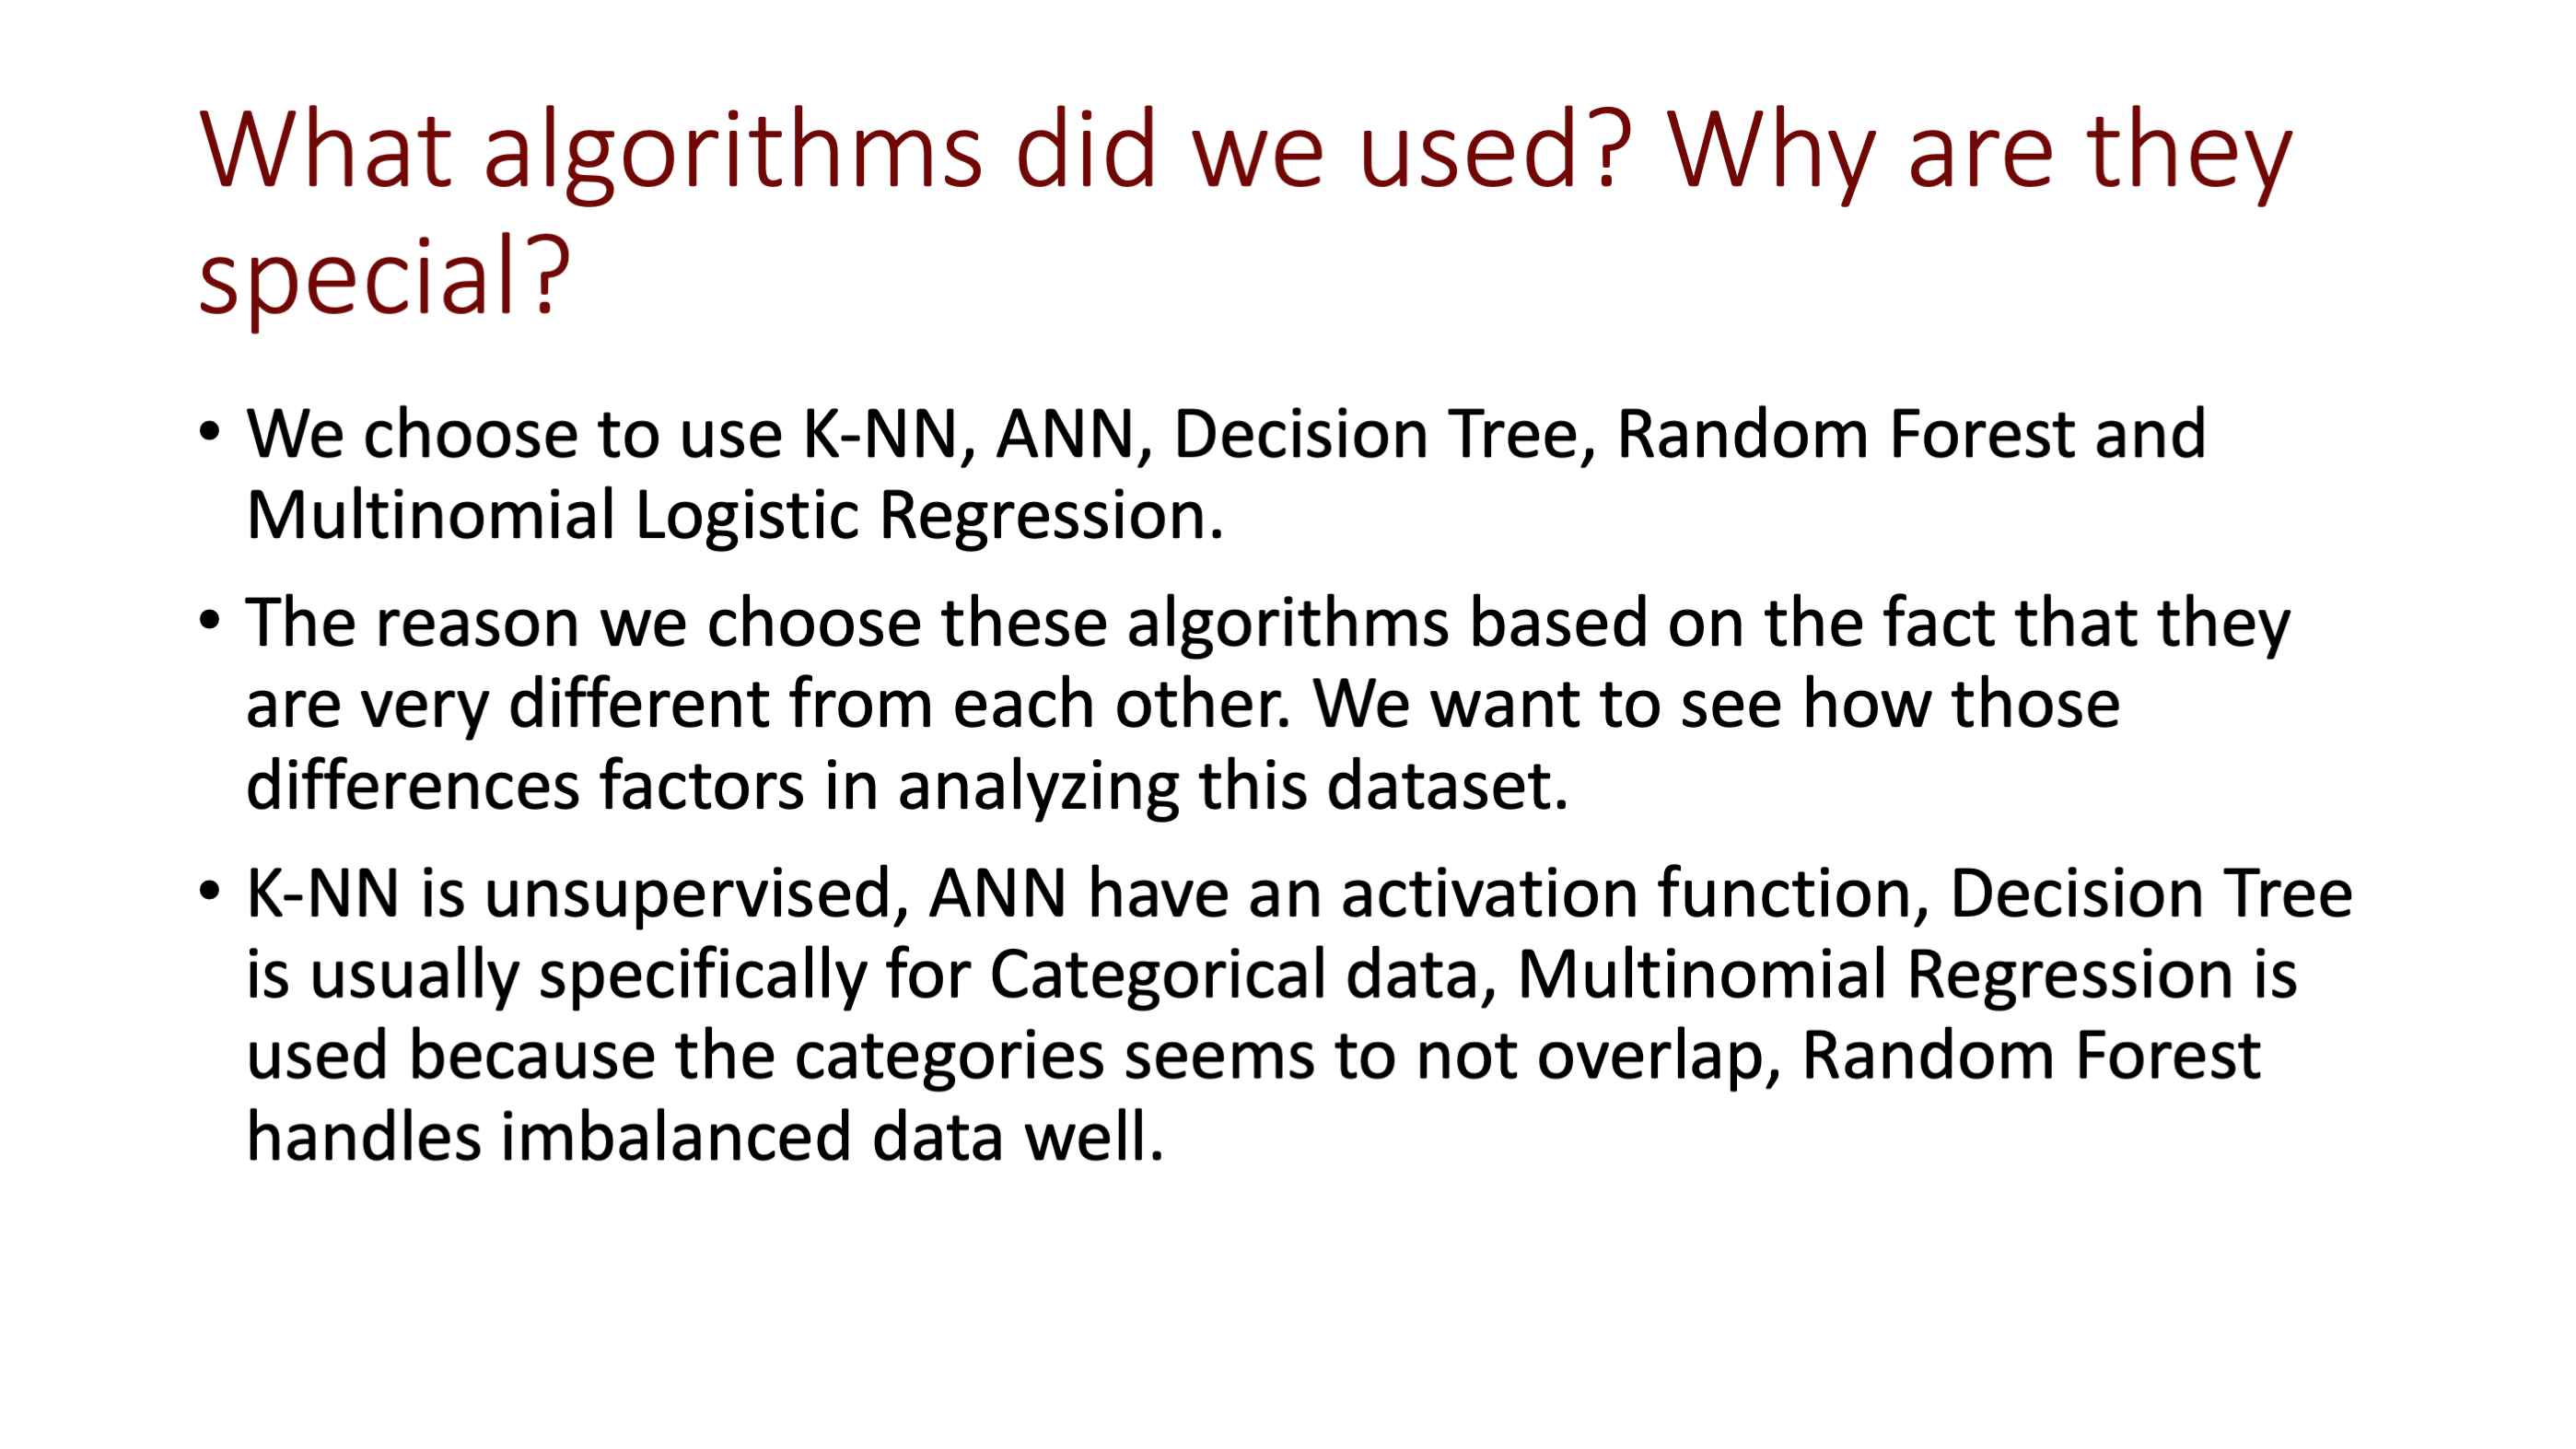 What algorithms did we used? Why are they
special?
• We choose to use K-NN, ANN, Decision Tree, Random Forest and
Multinomial Logistic Regression.
• The reason we choose these algorithms based on the fact that they
are very different from each other. We want to see how those
differences factors in analyzing this dataset.
• K-NN is unsupervised, ANN have an activation function, Decision Tree
is usually specifically for Categorical data, Multinomial Regression is
used because the categories seems to not overlap, Random Forest
handles imbalanced data well.